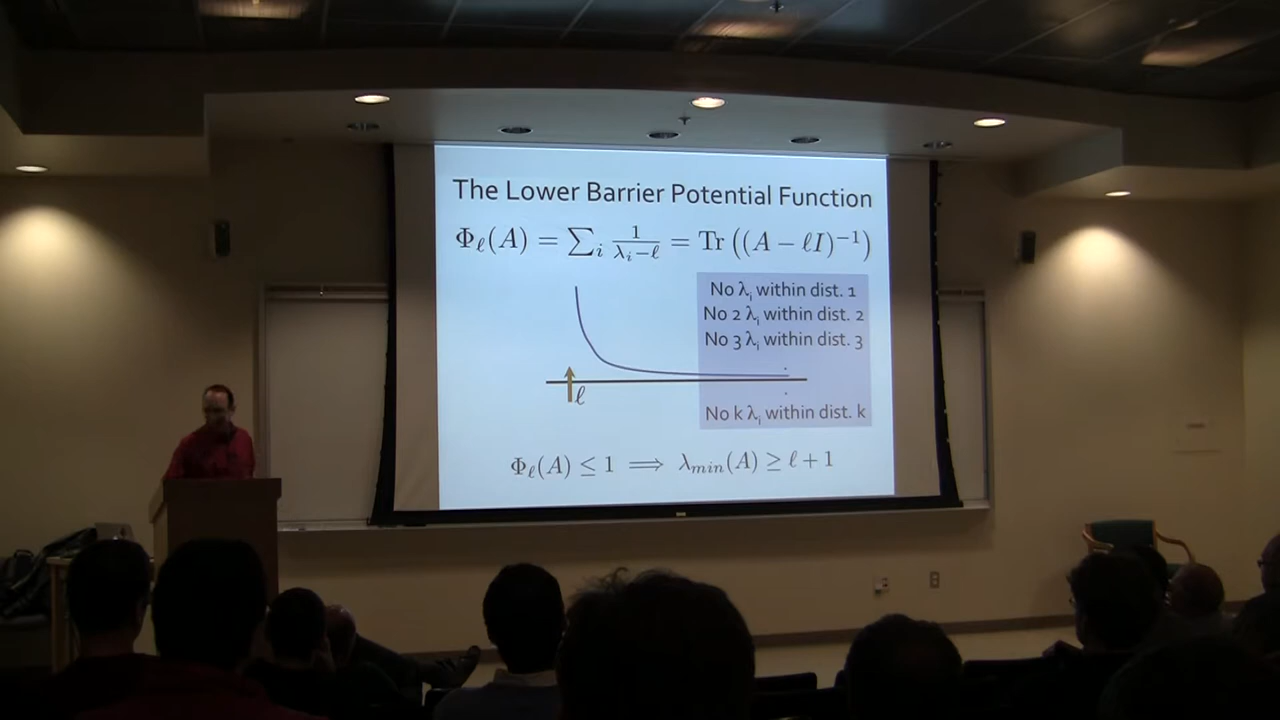 The Lower Barrier Potential Function
Φℓ(A) = ∑i 1/(λi−ℓ) = Tr ((A − ℓI)−1)
No λi within dist. 1
No 2 λi within dist. 2
No 3 λi within dist. 3
.
.
No k λi within dist. k
ℓ
Φℓ(A) ≤ 1 ⟹ λmin(A) ≥ ℓ + 1